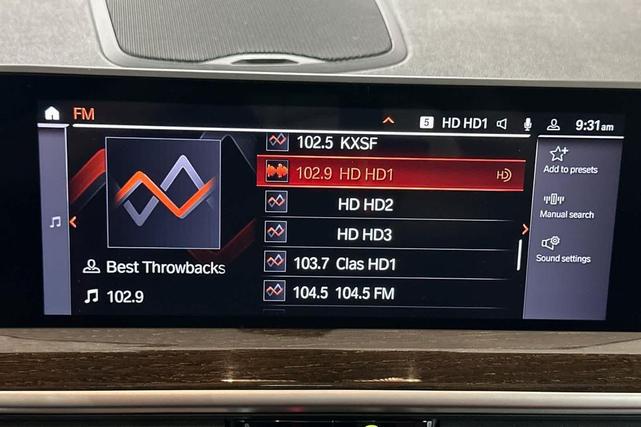 FM
5 HD HD1
9:31am
102.5 KXSF
102.9 HD HD1 HD
HD HD2
HD HD3
103.7 Clas HD1
104.5 104.5 FM
Best Throwbacks
102.9
Add to presets
Manual search
Sound settings